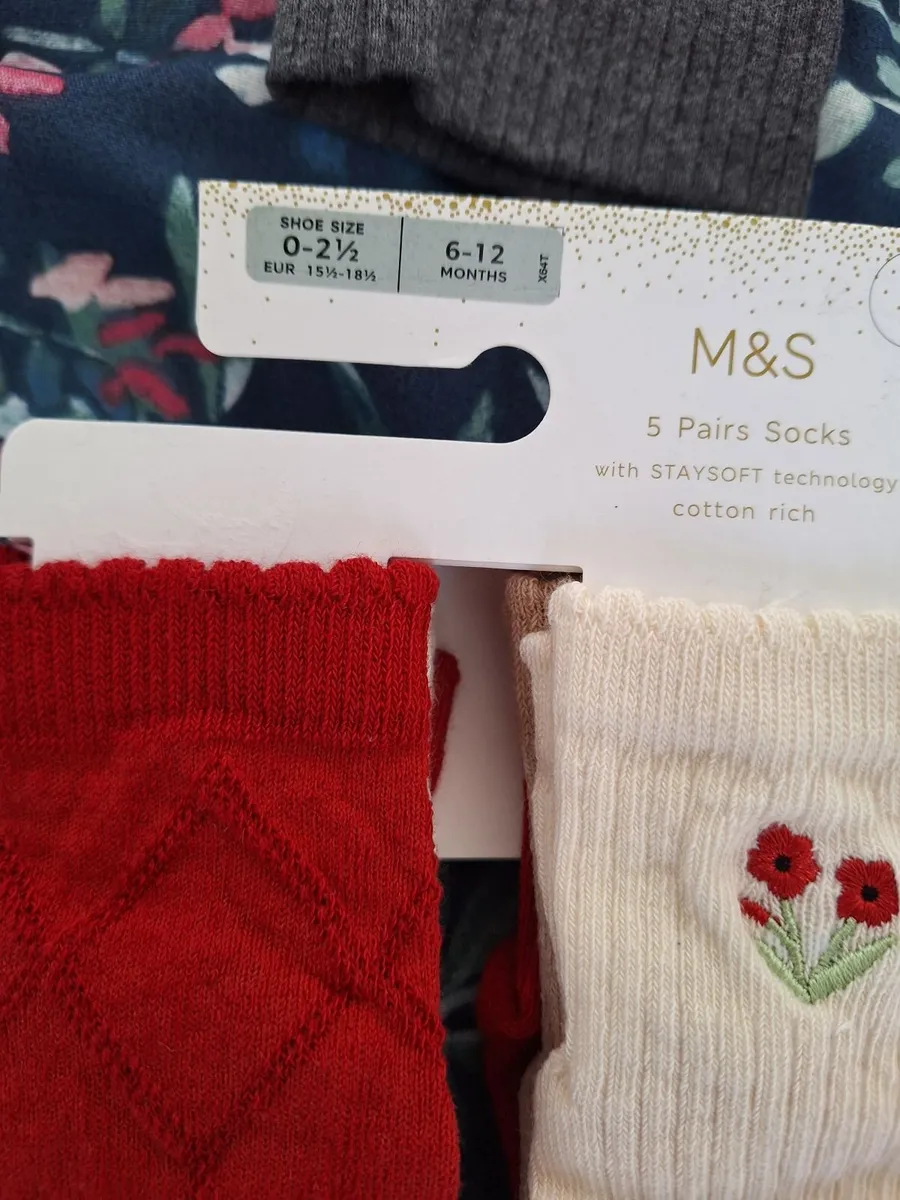 SHOE SIZE
0-2½
EUR 15½-18½
6-12
MONTHS
X64T
M&S
5 Pairs Socks
with STAYSOFT technology
cotton rich